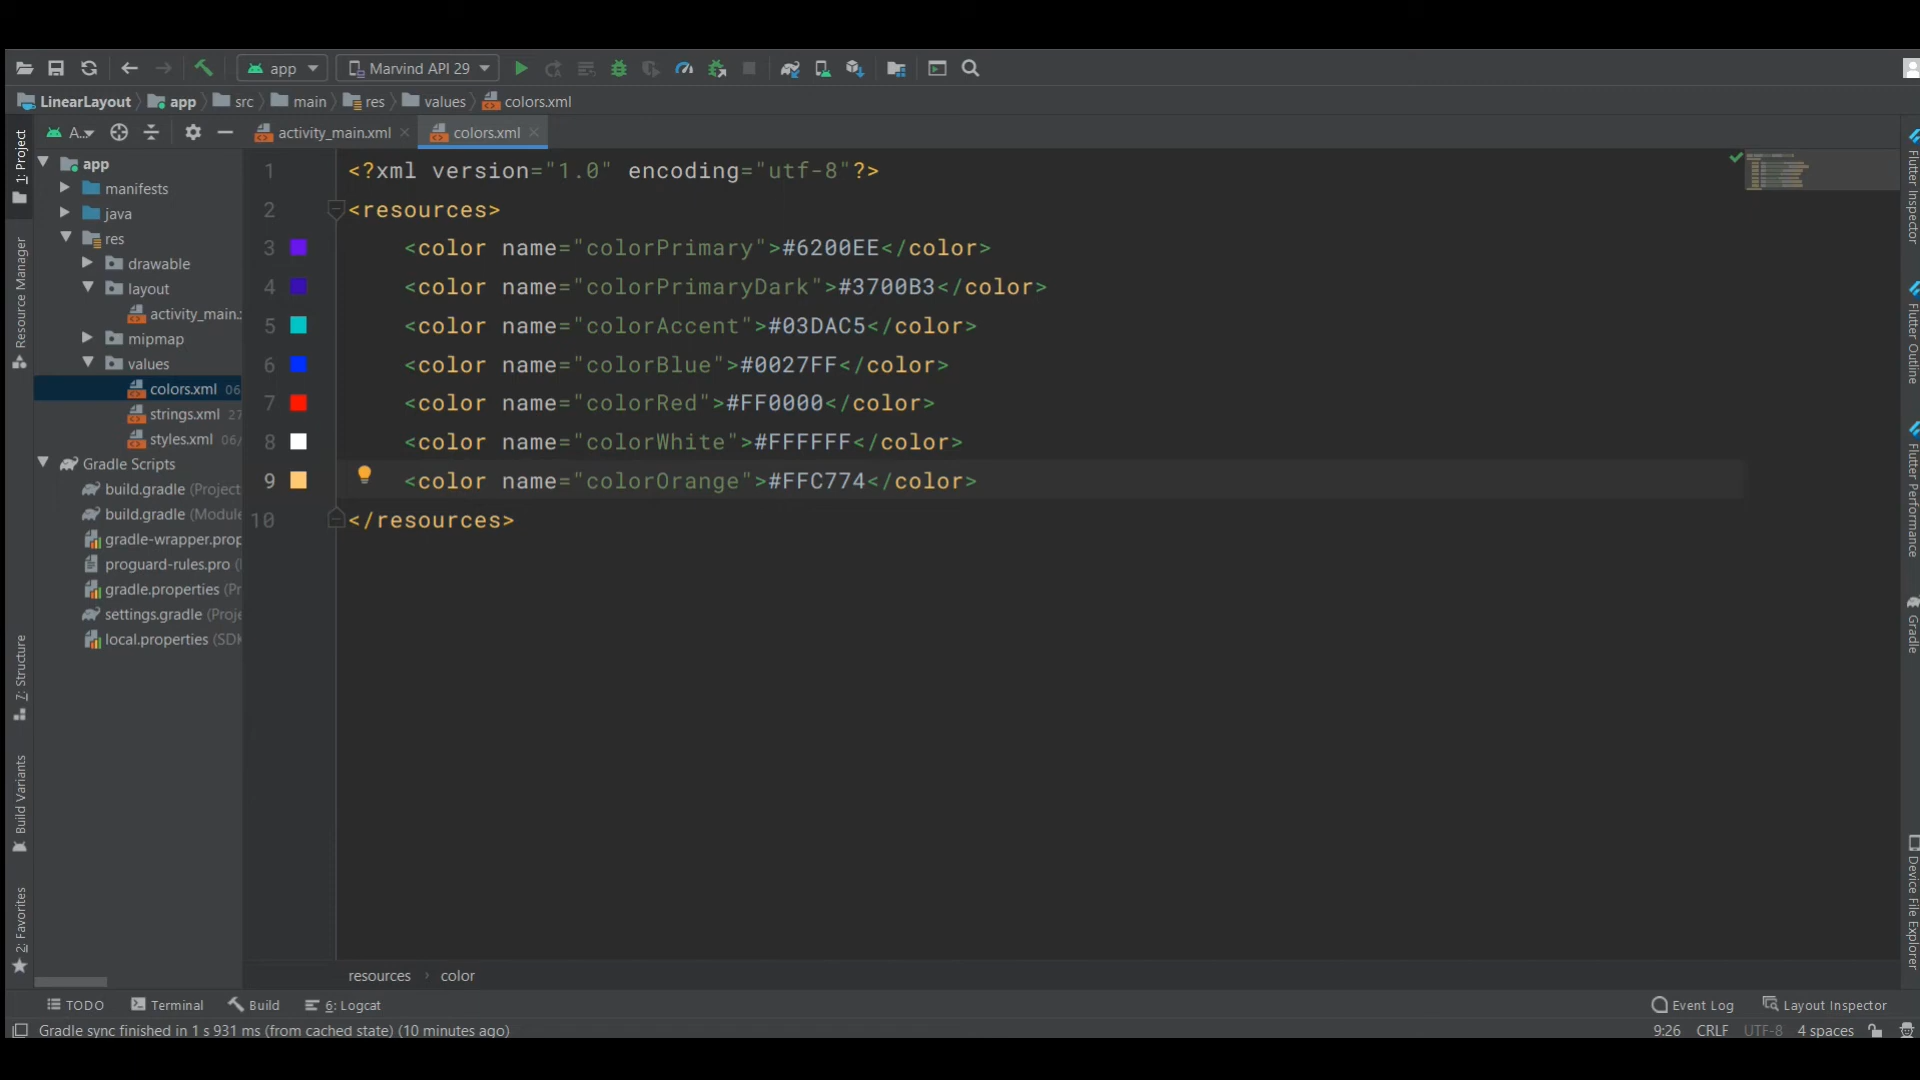 app
Marvind API 29
LinearLayout app src main res values colors.xml
A...
activity_main.xml
colors.xml
1: Project
Resource Manager
7: Structure
Build Variants
2: Favorites
app
manifests
java
res
drawable
layout
activity_main.
mipmap
values
colors.xml 06
strings.xml 27
styles.xml 06/
Gradle Scripts
build.gradle (Project
build.gradle (Module
gradle-wrapper.prop
proguard-rules.pro (
gradle.properties (Pr
settings.gradle (Proje
local.properties (SDK
1 <?xml version="1.0" encoding="utf-8"?>
2 <resources>
3 <color name="colorPrimary">#6200EE</color>
4 <color name="colorPrimaryDark">#3700B3</color>
5 <color name="colorAccent">#03DAC5</color>
6 <color name="colorBlue">#0027FF</color>
7 <color name="colorRed">#FF0000</color>
8 <color name="colorWhite">#FFFFFF</color>
9 <color name="colorOrange">#FFC774</color>
10 </resources>
Flutter Inspector
Flutter Outline
Flutter Performance
Gradle
Device File Explorer
resources › color
TODO
Terminal
Build
6: Logcat
Event Log
Layout Inspector
Gradle sync finished in 1 s 931 ms (from cached state) (10 minutes ago)
9:26 CRLF UTF-8 4 spaces